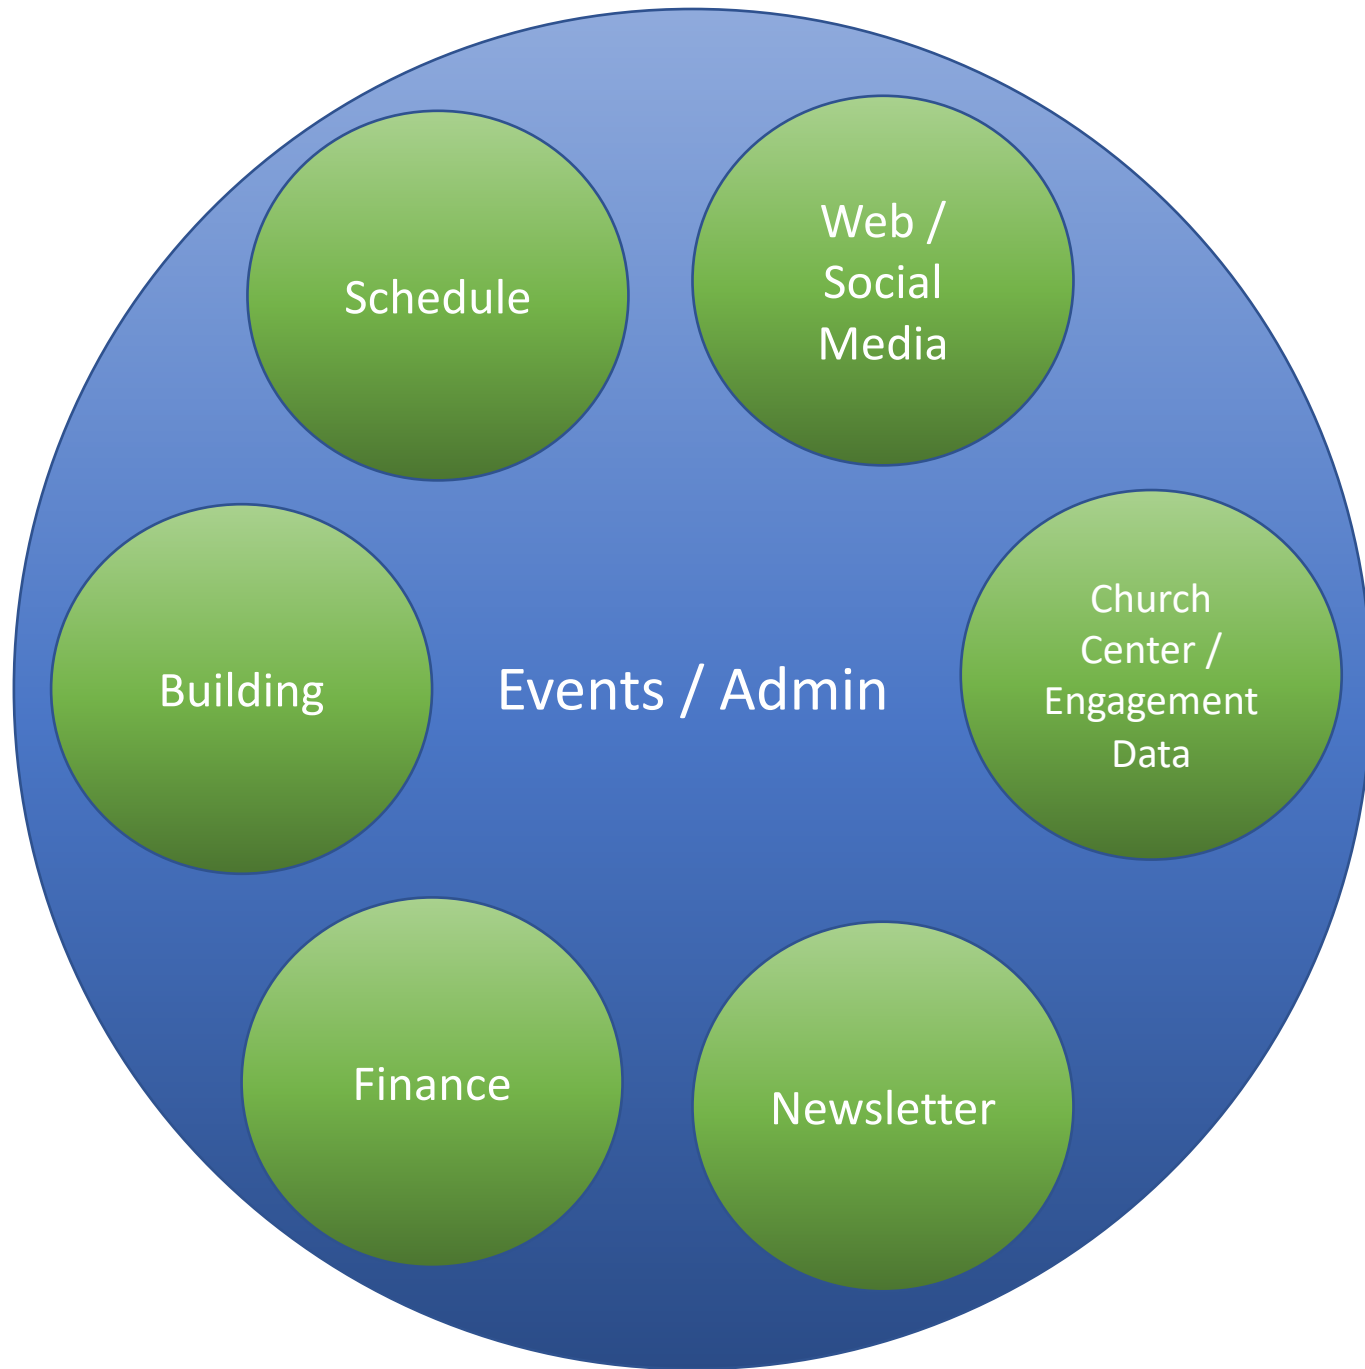 Schedule
Web /
Social
Media
Building
Events / Admin
Church
Center /
Engagement
Data
Finance
Newsletter